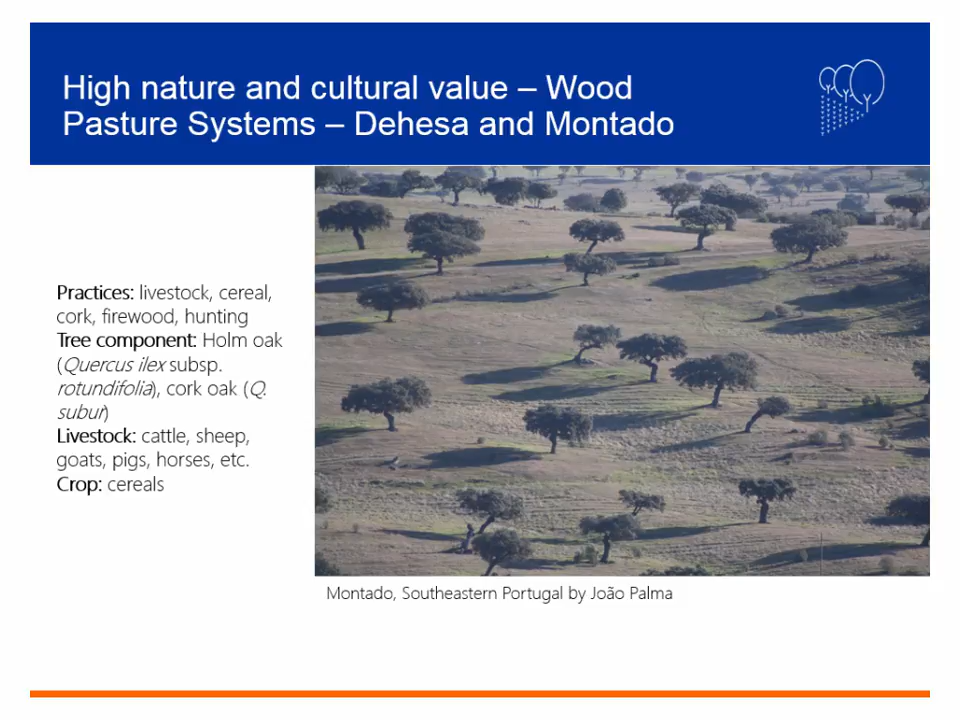 High nature and cultural value – Wood
Pasture Systems – Dehesa and Montado
Practices: livestock, cereal,
cork, firewood, hunting
Tree component: Holm oak
(Quercus ilex subsp.
rotundifolia), cork oak (Q.
subur)
Livestock: cattle, sheep,
goats, pigs, horses, etc.
Crop: cereals
Montado, Southeastern Portugal by João Palma